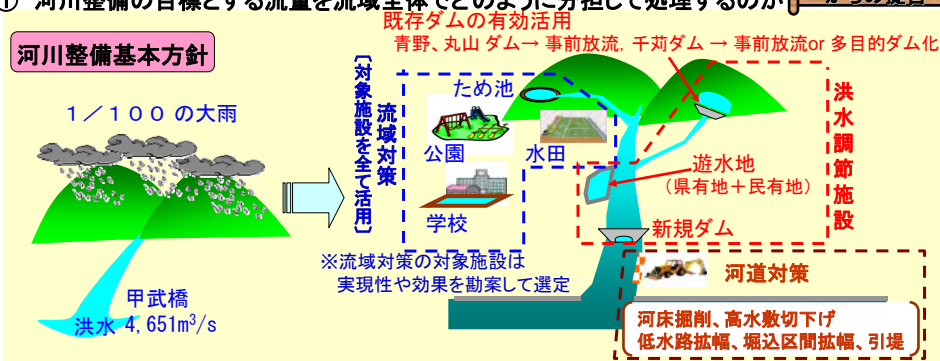 ① 河川整備の目標とする流量を流域全体でどのように分担して処理するのか
河川整備基本方針
既存ダムの有効活用
青野、丸山 ダム→ 事前放流, 千苅ダム → 事前放流or 多目的ダム化
1/100 の大雨
甲武橋
洪水 4,651m³/s
流域対策
〔対象施設を全て活用〕
ため池
公園
水田
学校
※流域対策の対象施設は
実現性や効果を勘案して選定
洪水調節施設
遊水地
(県有地+民有地)
新規ダム
河道対策
河床掘削、高水敷切下げ
低水路拡幅、堀込区間拡幅、引堤